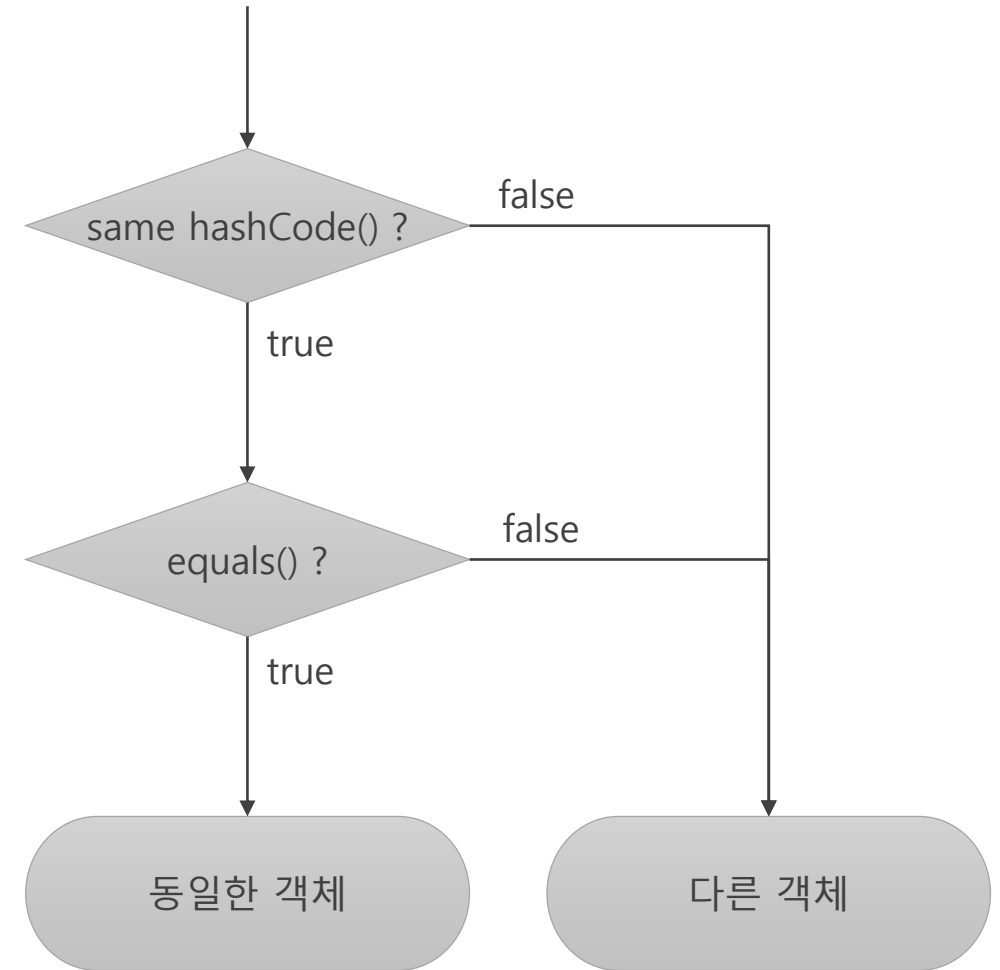 same hashCode() ?
false
true
equals() ?
false
true
동일한 객체
다른 객체